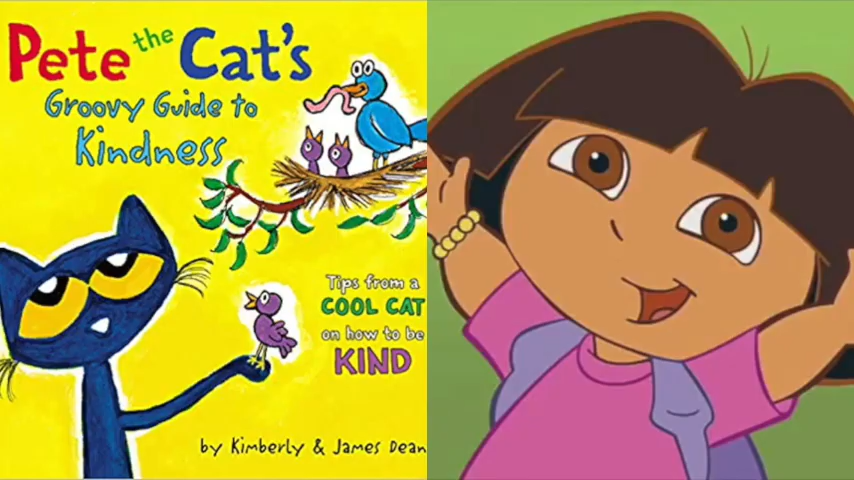 Pete the Cat's
Groovy Guide to
Kindness
Tips from a
COOL CAT
on how to be
KIND
by Kimberly & James Dean